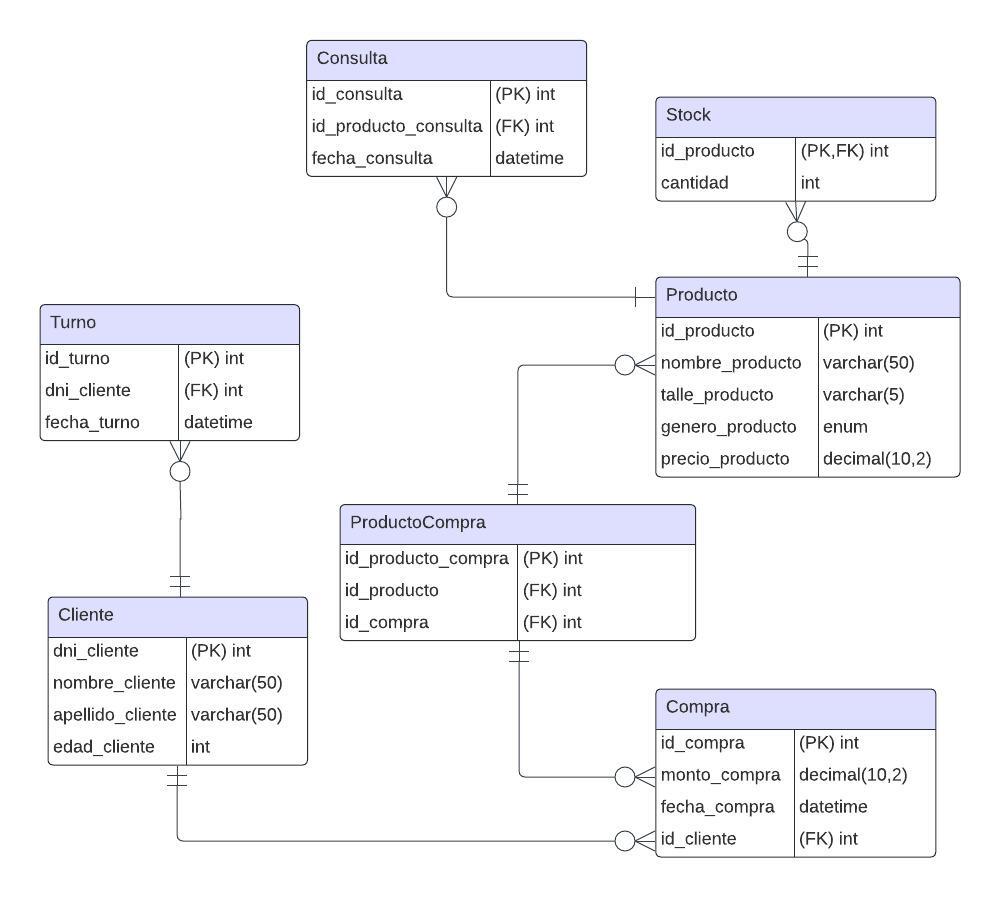 Consulta
id_consulta (PK) int
id_producto_consulta (FK) int
fecha_consulta datetime
Stock
id_producto (PK,FK) int
cantidad int
Producto
id_producto (PK) int
nombre_producto varchar(50)
talle_producto varchar(5)
genero_producto enum
precio_producto decimal(10,2)
Turno
id_turno (PK) int
dni_cliente (FK) int
fecha_turno datetime
ProductoCompra
id_producto_compra (PK) int
id_producto (FK) int
id_compra (FK) int
Cliente
dni_cliente (PK) int
nombre_cliente varchar(50)
apellido_cliente varchar(50)
edad_cliente int
Compra
id_compra (PK) int
monto_compra decimal(10,2)
fecha_compra datetime
id_cliente (FK) int